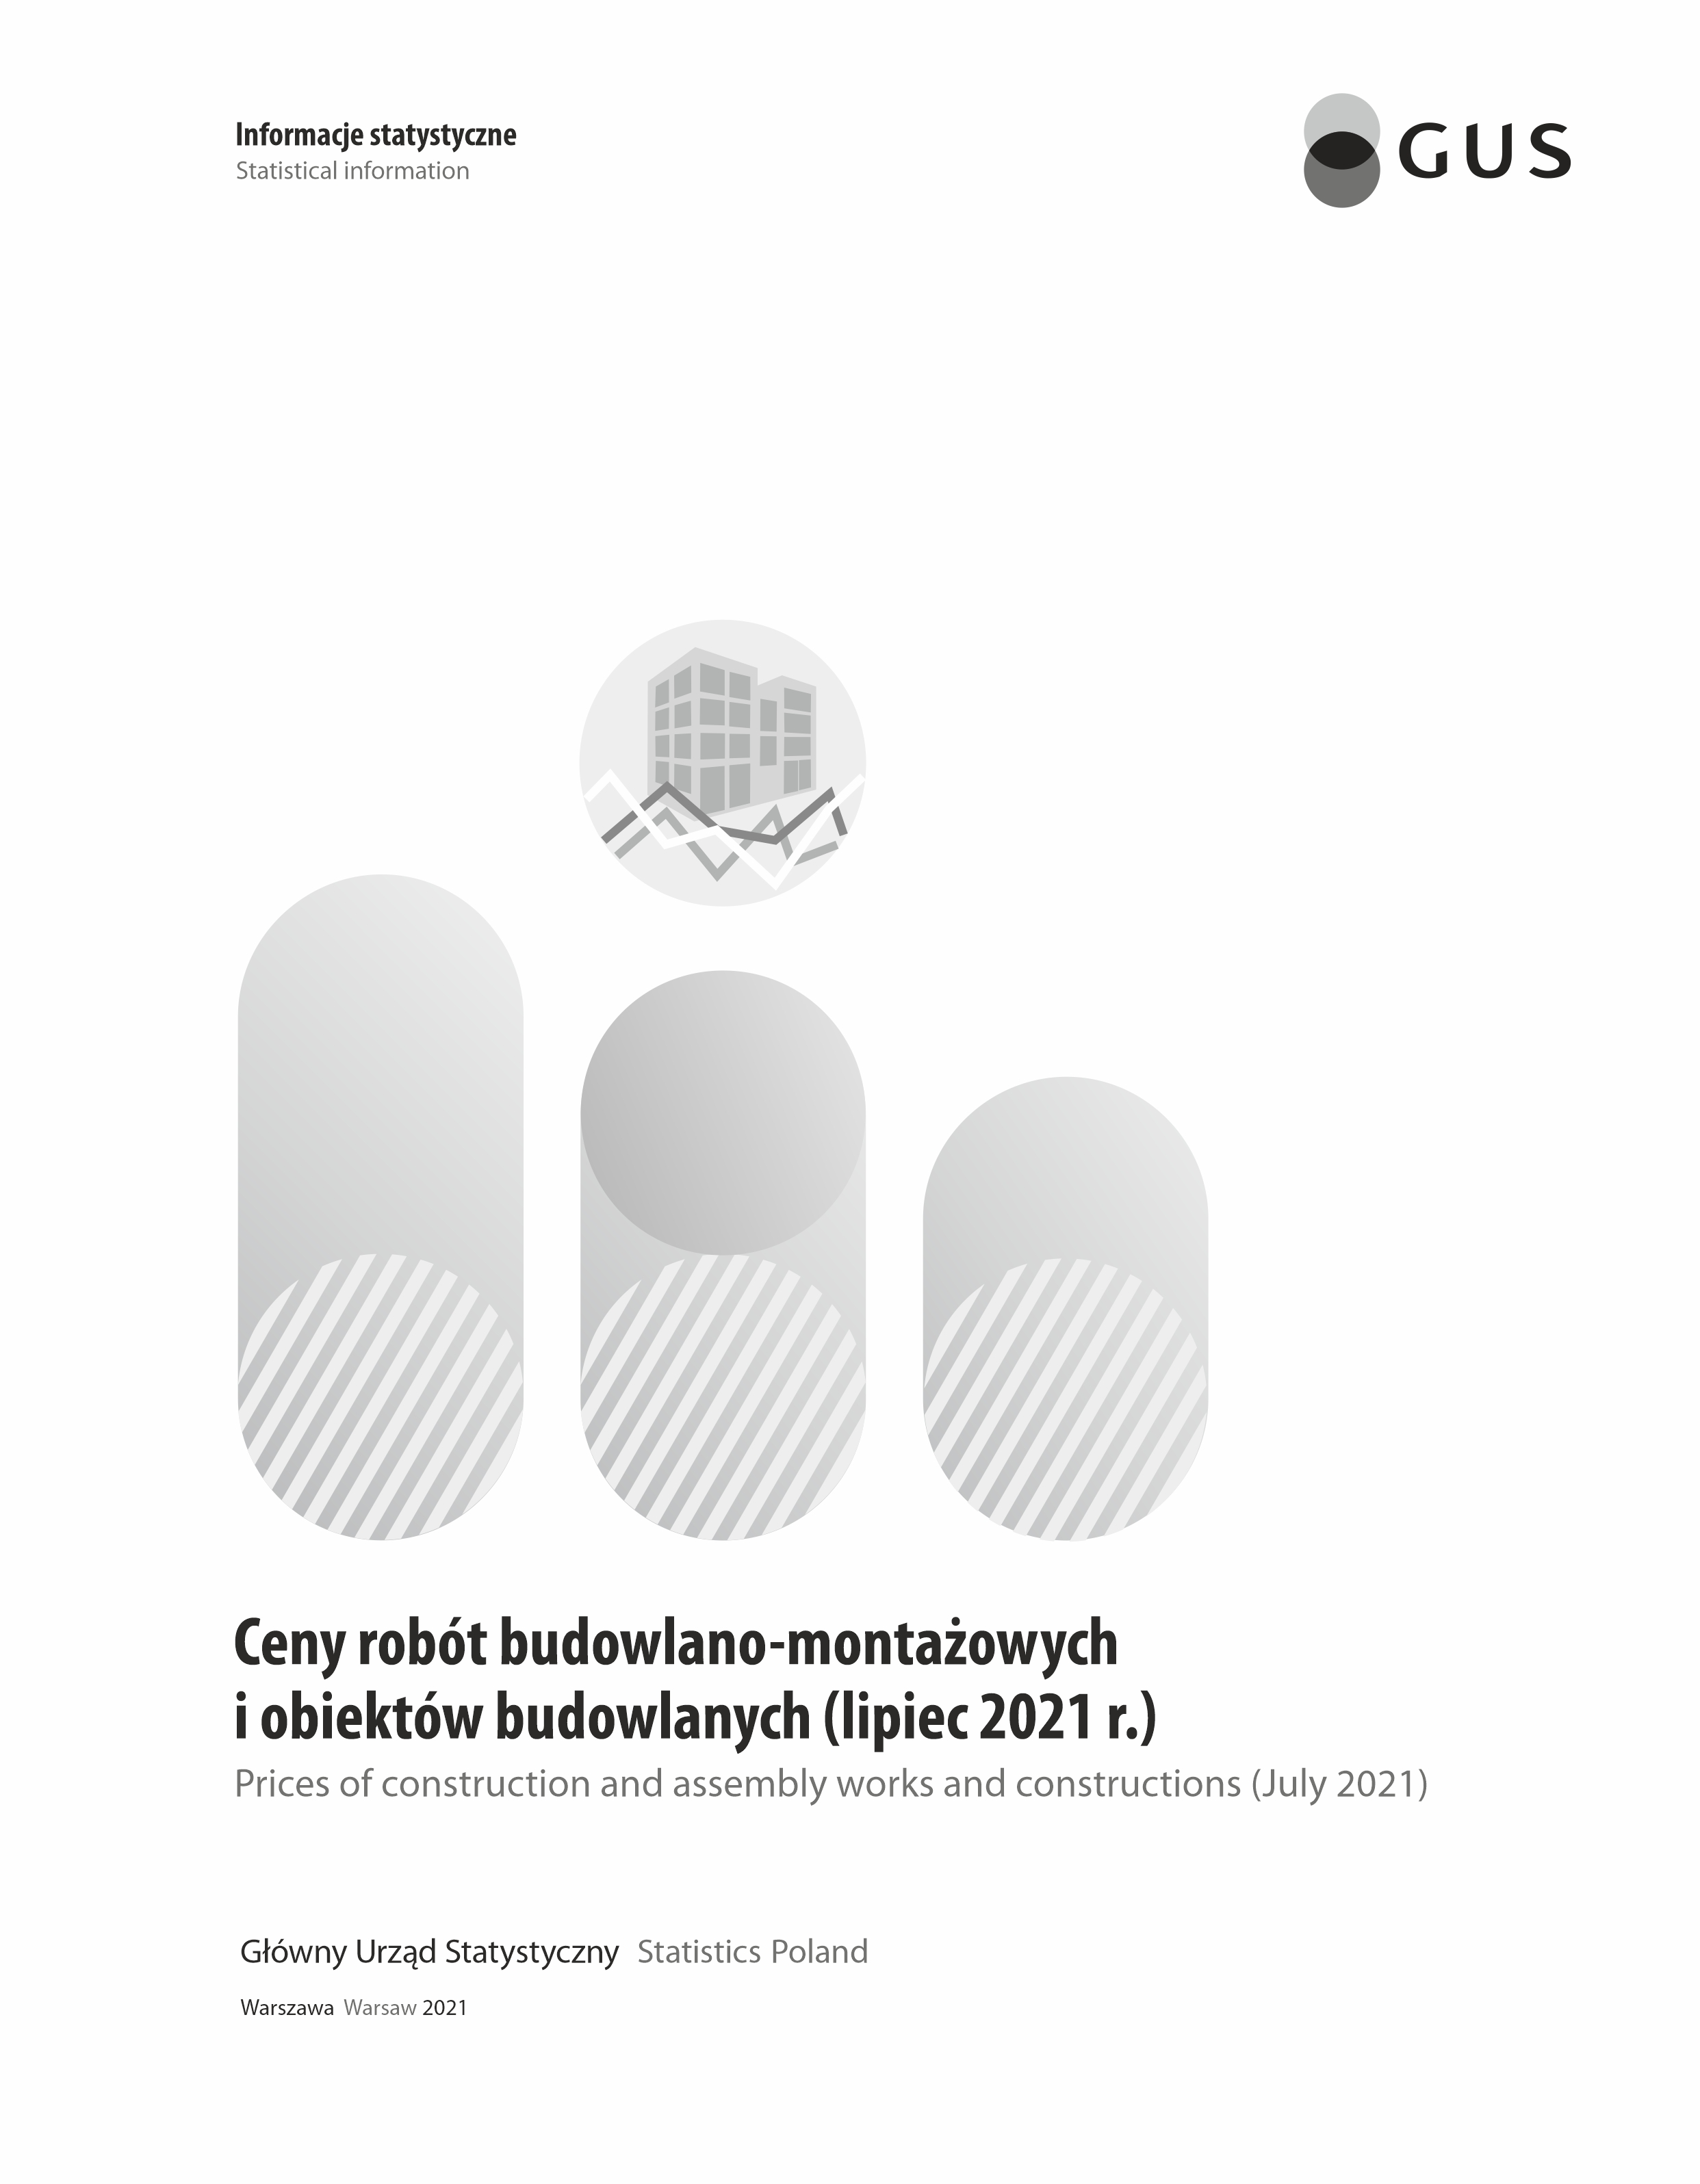 Informacje statystyczne
Statistical information
GUS
Ceny robót budowlano-montażowych
i obiektów budowlanych (lipiec 2021 r.)
Prices of construction and assembly works and constructions (July 2021)
Główny Urząd Statystyczny Statistics Poland
Warszawa Warsaw 2021